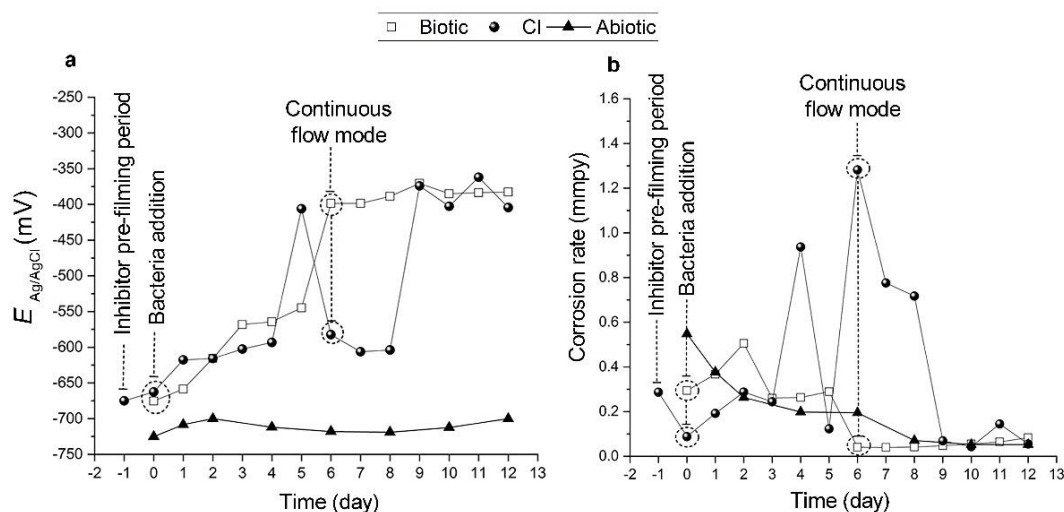 Biotic CI Abiotic
a
-250
-300
-350
-400
-450
-500
-550
-600
-650
-700
-750
E Ag/AgCl (mV)
Inhibitor pre-filming period
Bacteria addition
Continuous
flow mode
-2 -1 0 1 2 3 4 5 6 7 8 9 10 11 12 13
Time (day)
b
1.6
1.4
1.2
1.0
0.8
0.6
0.4
0.2
0.0
Corrosion rate (mmpy)
Inhibitor pre-filming period
Bacteria addition
Continuous
flow mode
-2 -1 0 1 2 3 4 5 6 7 8 9 10 11 12 13
Time (day)